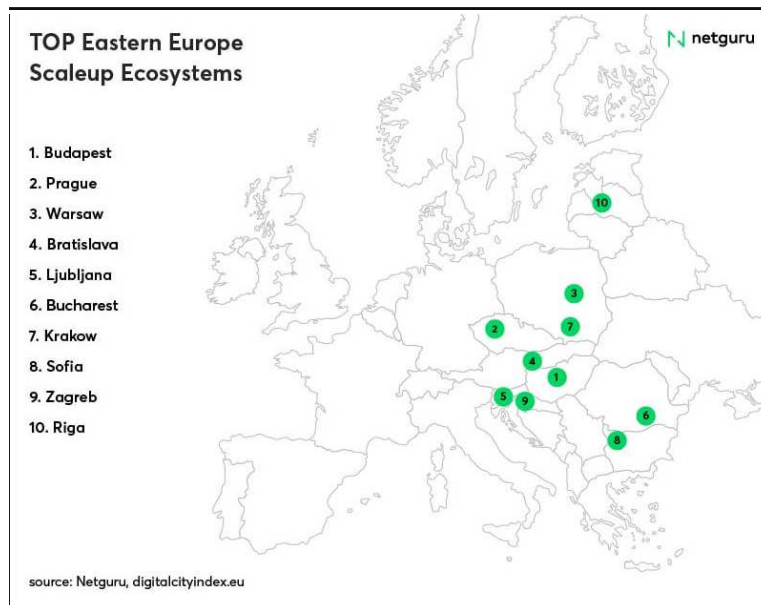 TOP Eastern Europe
Scaleup Ecosystems
netguru
1. Budapest
2. Prague
3. Warsaw
4. Bratislava
5. Ljubljana
6. Bucharest
7. Krakow
8. Sofia
9. Zagreb
10. Riga
10
3
2
7
4
1
5
9
6
8
source: Netguru, digitalcityindex.eu